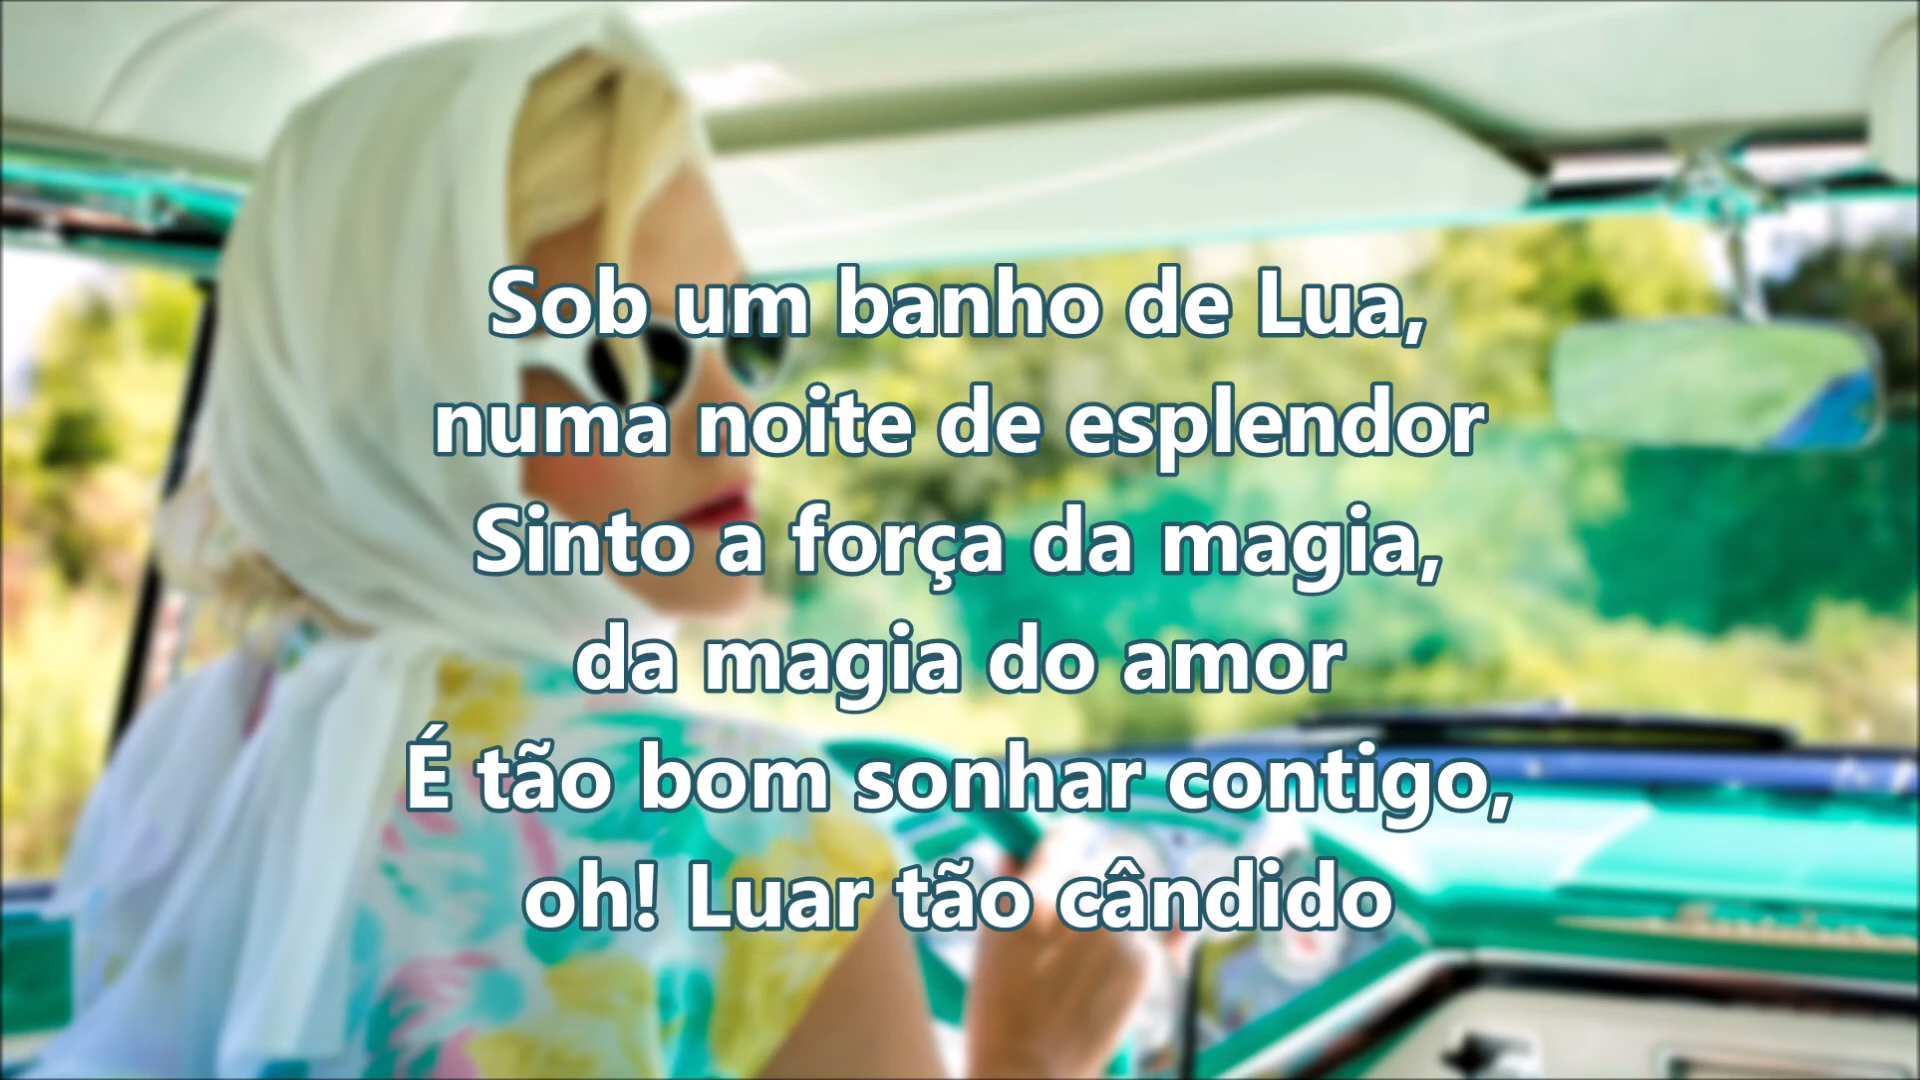 Sob um banho de Lua,
numa noite de esplendor
Sinto a força da magia,
da magia do amor
É tão bom sonhar contigo,
oh! Luar tão cândido